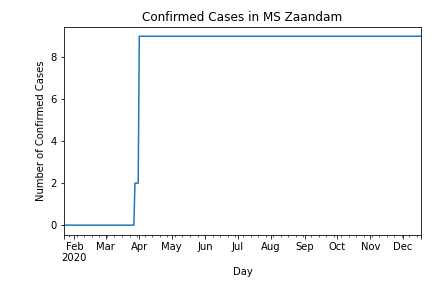 Confirmed Cases in MS Zaandam
Number of Confirmed Cases
8
6
4
2
0
Feb Mar Apr May Jun Jul Aug Sep Oct Nov Dec
2020
Day